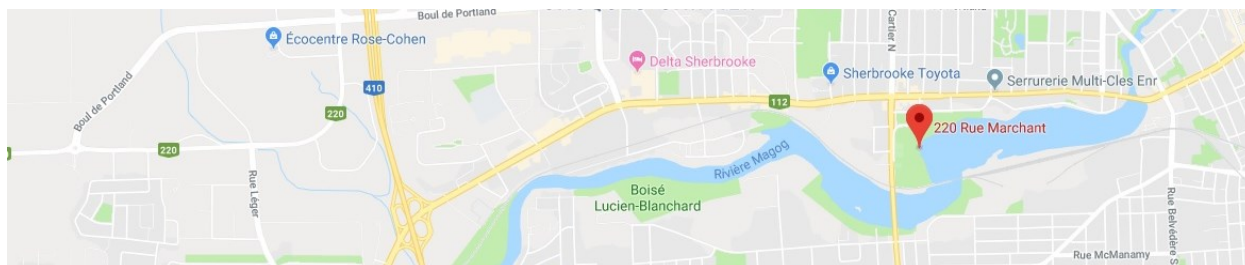 Boul de Portland
Écocentre Rose-Cohen
Delta Sherbrooke
Cartier N
Sherbrooke Toyota
Serrurerie Multi-Cles Enr
410
112
220
220
Boul de Portland
220 Rue Marchant
Rivière Magog
Rue Léger
Boisé
Lucien-Blanchard
Rue Belvédère S
Rue McManamy